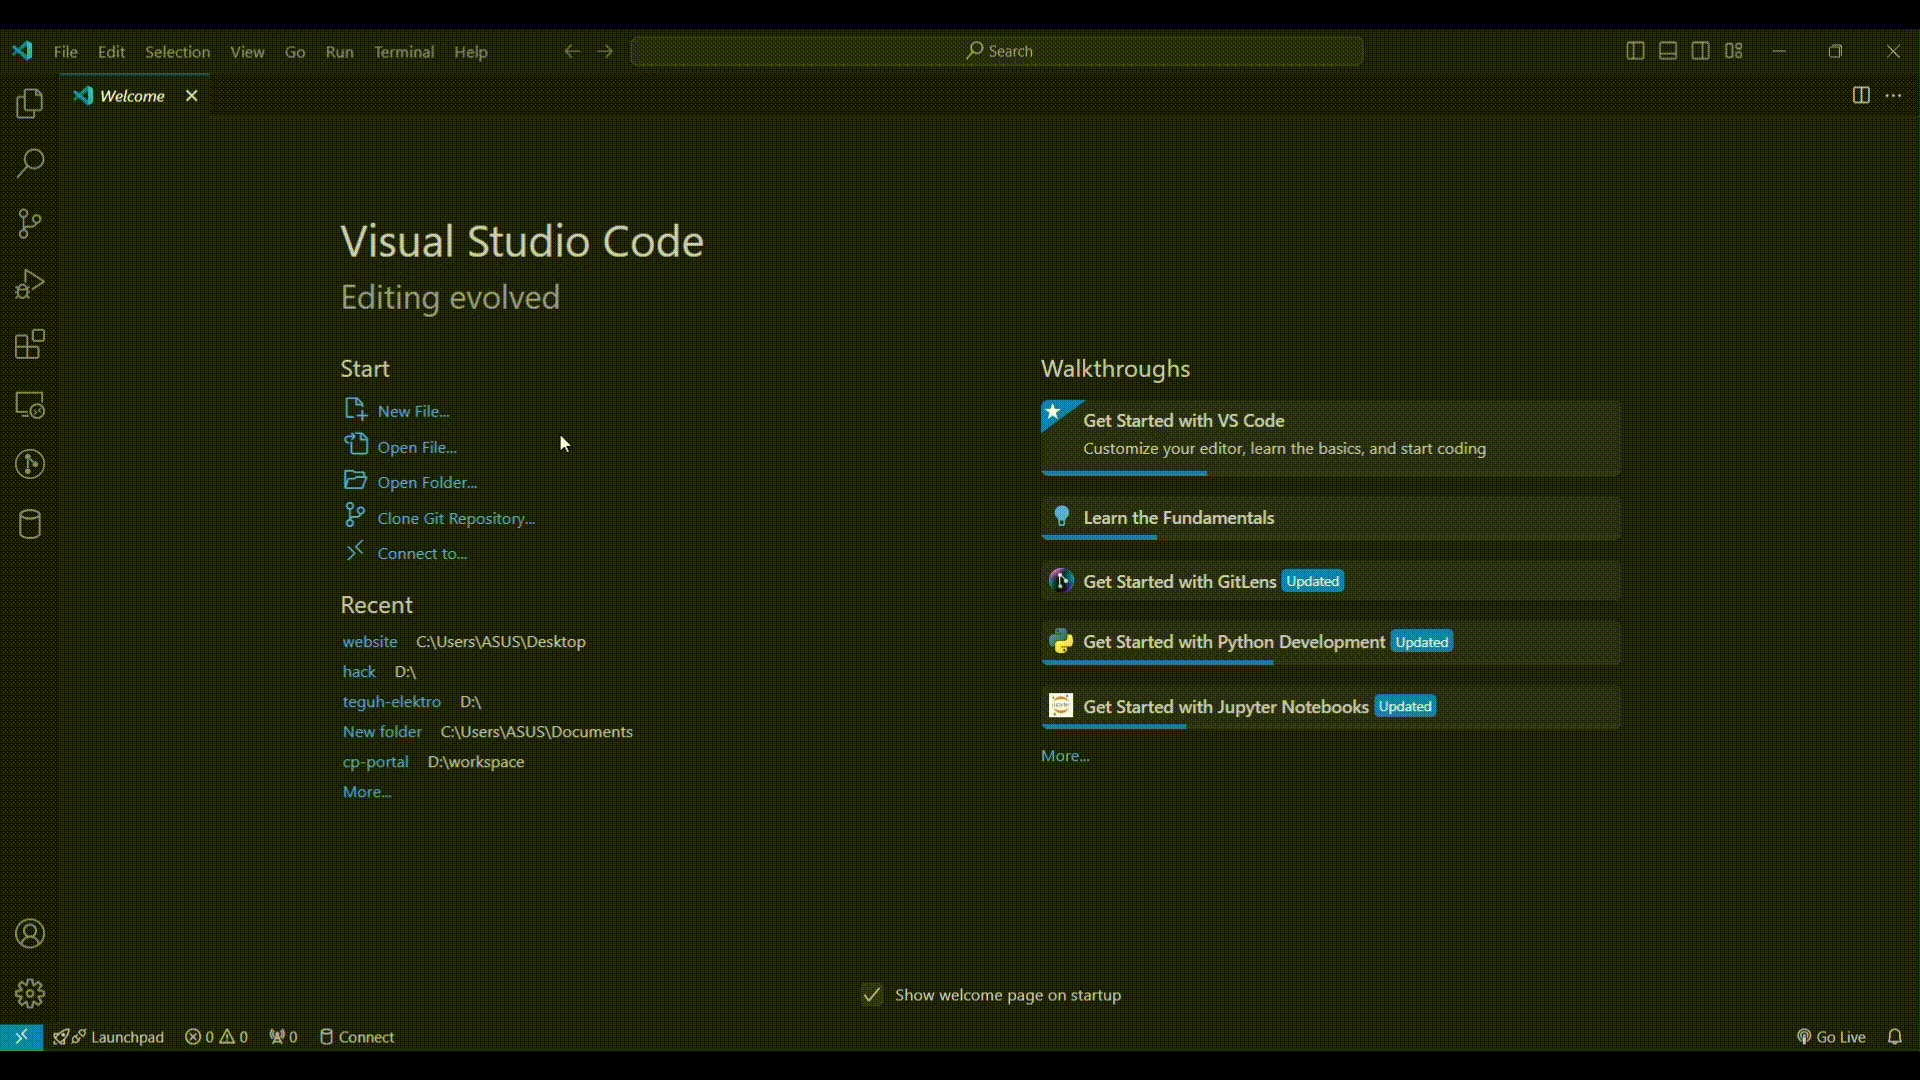 File Edit Selection View Go Run Terminal Help
Search
Welcome
Visual Studio Code
Editing evolved
Start
New File...
Open File...
Open Folder...
Clone Git Repository...
Connect to...
Recent
website C:\Users\ASUS\Desktop
hack D:\
teguh-elektro D:\
New folder C:\Users\ASUS\Documents
cp-portal D:\workspace
More...
Walkthroughs
Get Started with VS Code
Customize your editor, learn the basics, and start coding
Learn the Fundamentals
Get Started with GitLens Updated
Get Started with Python Development Updated
Get Started with Jupyter Notebooks Updated
More...
Show welcome page on startup
Launchpad 0 0 0 Connect Go Live